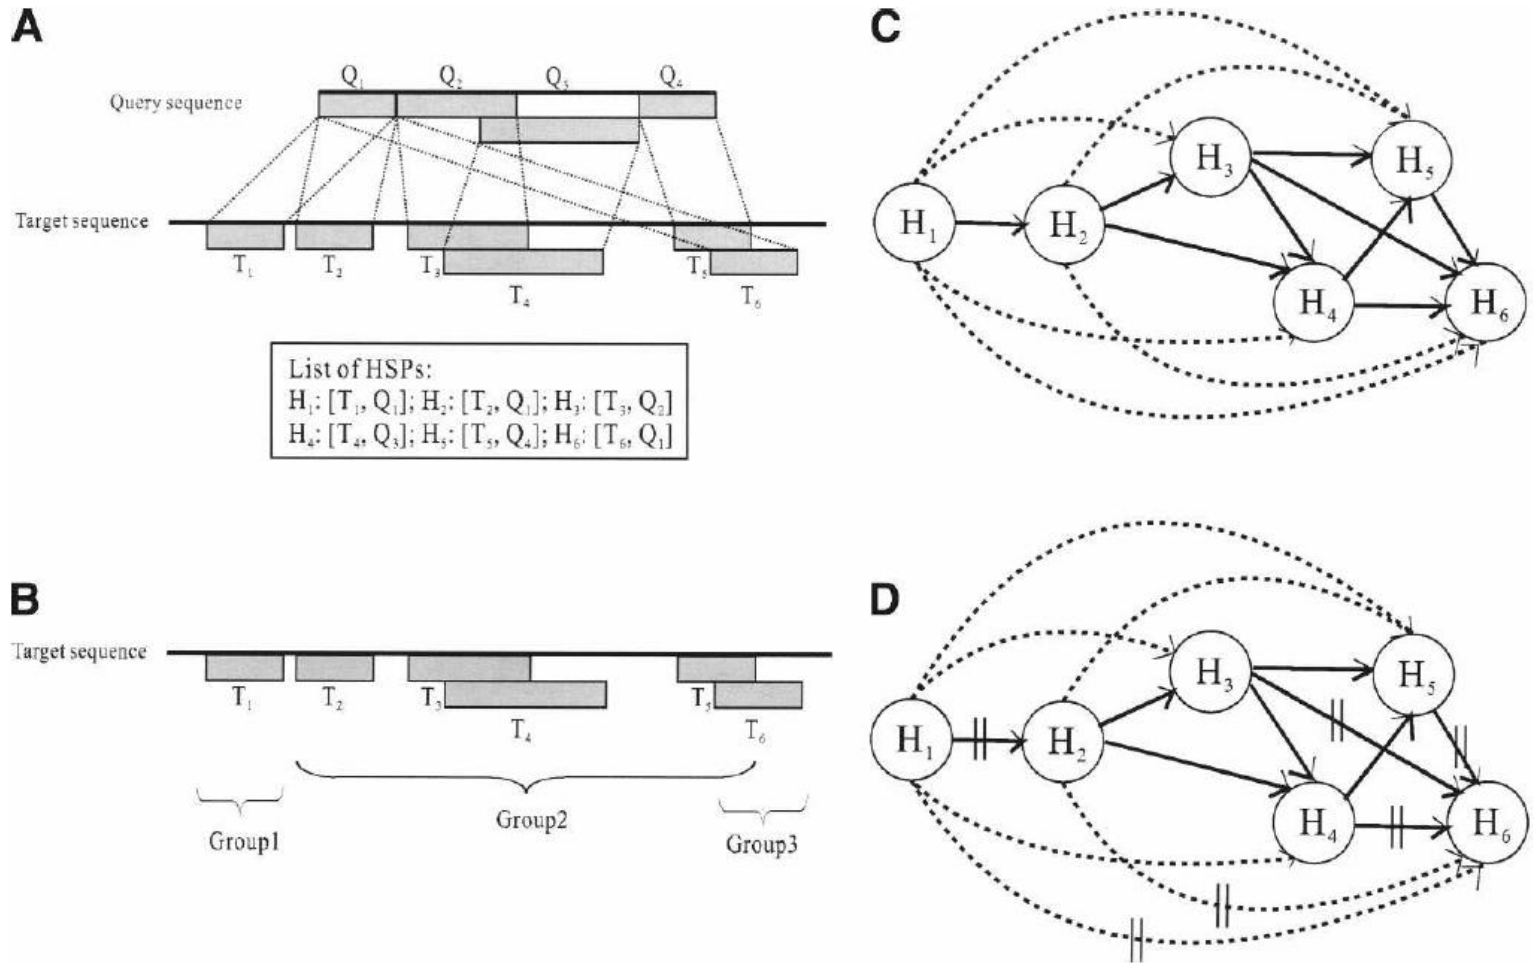 A
Q₁ Q₂ Q₃ Q₄
Query sequence
Target sequence
T₁ T₂ T₃ T₅
T₄ T₆
List of HSPs:
H₁: [T₁, Q₁]; H₂: [T₂, Q₁]; H₃: [T₃, Q₂]
H₄: [T₄, Q₃]; H₅: [T₅, Q₄]; H₆: [T₆, Q₁]
B
Target sequence
T₁ T₂ T₃ T₅
T₄ T₆
Group1
Group2
Group3
C
H₁
H₂
H₃
H₄
H₅
H₆
D
H₁
H₂
H₃
H₄
H₅
H₆